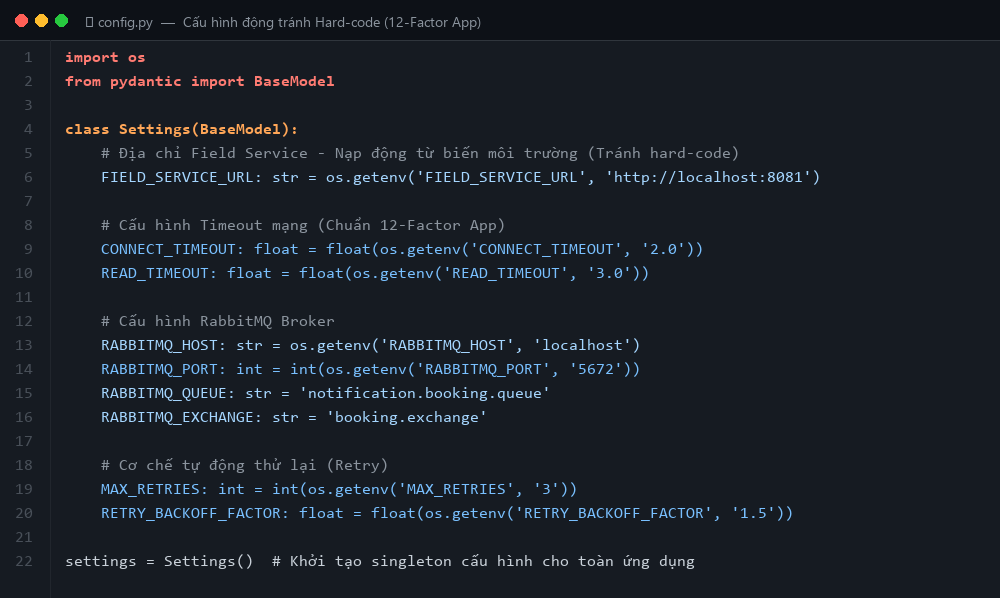 config.py — Cấu hình động tránh Hard-code (12-Factor App)
1 import os
2 from pydantic import BaseModel
3
4 class Settings(BaseModel):
5 # Địa chỉ Field Service - Nạp động từ biến môi trường (Tránh hard-code)
6 FIELD_SERVICE_URL: str = os.getenv('FIELD_SERVICE_URL', 'http://localhost:8081')
7
8 # Cấu hình Timeout mạng (Chuẩn 12-Factor App)
9 CONNECT_TIMEOUT: float = float(os.getenv('CONNECT_TIMEOUT', '2.0'))
10 READ_TIMEOUT: float = float(os.getenv('READ_TIMEOUT', '3.0'))
11
12 # Cấu hình RabbitMQ Broker
13 RABBITMQ_HOST: str = os.getenv('RABBITMQ_HOST', 'localhost')
14 RABBITMQ_PORT: int = int(os.getenv('RABBITMQ_PORT', '5672'))
15 RABBITMQ_QUEUE: str = 'notification.booking.queue'
16 RABBITMQ_EXCHANGE: str = 'booking.exchange'
17
18 # Cơ chế tự động thử lại (Retry)
19 MAX_RETRIES: int = int(os.getenv('MAX_RETRIES', '3'))
20 RETRY_BACKOFF_FACTOR: float = float(os.getenv('RETRY_BACKOFF_FACTOR', '1.5'))
21
22 settings = Settings()  # Khởi tạo singleton cấu hình cho toàn ứng dụng